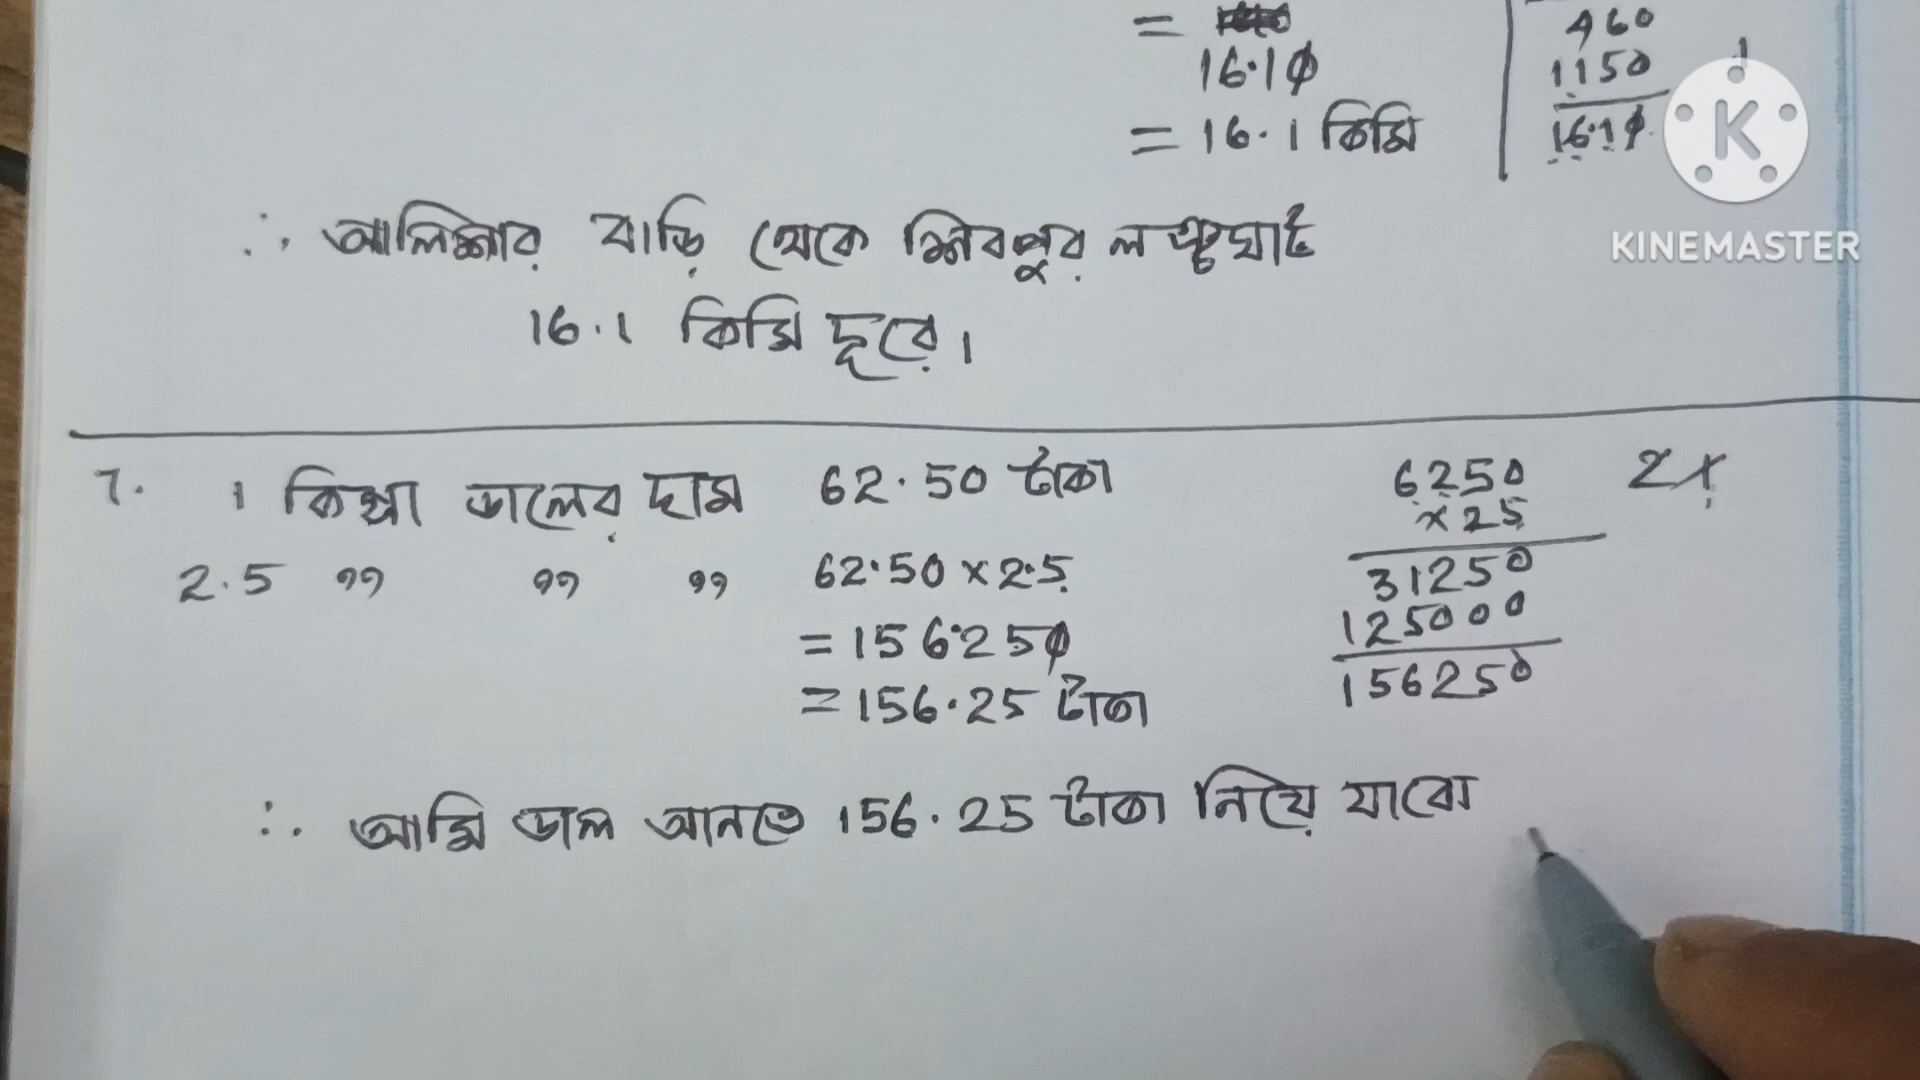 =
16.10
= 16.1 কিমি
460
1150
16.10
K
KINEMASTER
∴ আলিশার বাড়ি থেকে শিবপুর লঞ্চঘাট
16.1 কিমি দূরে।
7. 1 কিগ্ৰা ডালের দাম 62.50 টাকা
2.5 ,, ,, ,, 62.50 x 2.5
= 156.250
= 156.25 টাকা
6250
x 25
31250
125000
156250
∴ আমি ডাল আনতে 156.25 টাকা নিয়ে যাবো